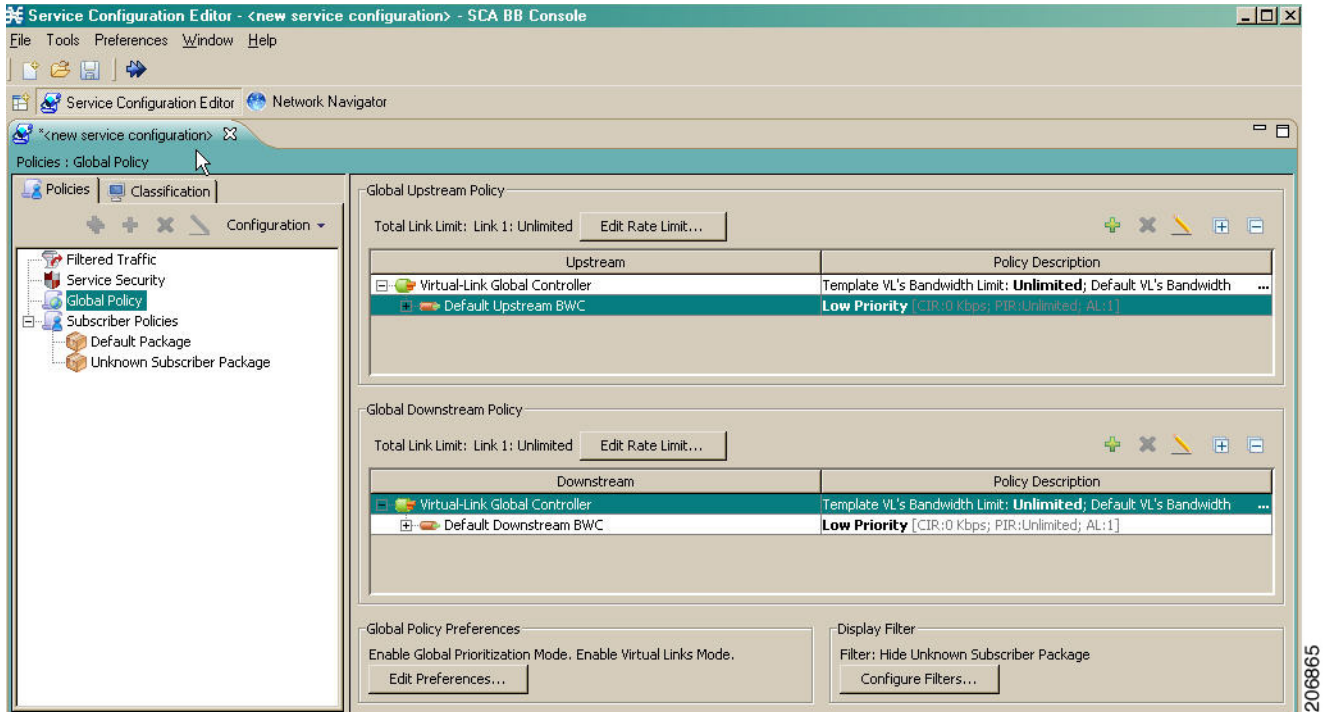 Service Configuration Editor - <new service configuration> - SCA BB Console
File Tools Preferences Window Help
Service Configuration Editor Network Navigator
*<new service configuration>
Policies : Global Policy
Policies Classification
Configuration
Filtered Traffic
Service Security
Global Policy
Subscriber Policies
Default Package
Unknown Subscriber Package
Global Upstream Policy
Total Link Limit: Link 1: Unlimited Edit Rate Limit...
Upstream Policy Description
Virtual-Link Global Controller Template VL's Bandwidth Limit: Unlimited; Default VL's Bandwidth ...
Default Upstream BWC Low Priority [CIR:0 Kbps; PIR:Unlimited; AL:1]
Global Downstream Policy
Total Link Limit: Link 1: Unlimited Edit Rate Limit...
Downstream Policy Description
Virtual-Link Global Controller Template VL's Bandwidth Limit: Unlimited; Default VL's Bandwidth ...
Default Downstream BWC Low Priority [CIR:0 Kbps; PIR:Unlimited; AL:1]
Global Policy Preferences
Enable Global Prioritization Mode. Enable Virtual Links Mode.
Edit Preferences...
Display Filter
Filter: Hide Unknown Subscriber Package
Configure Filters...
206865